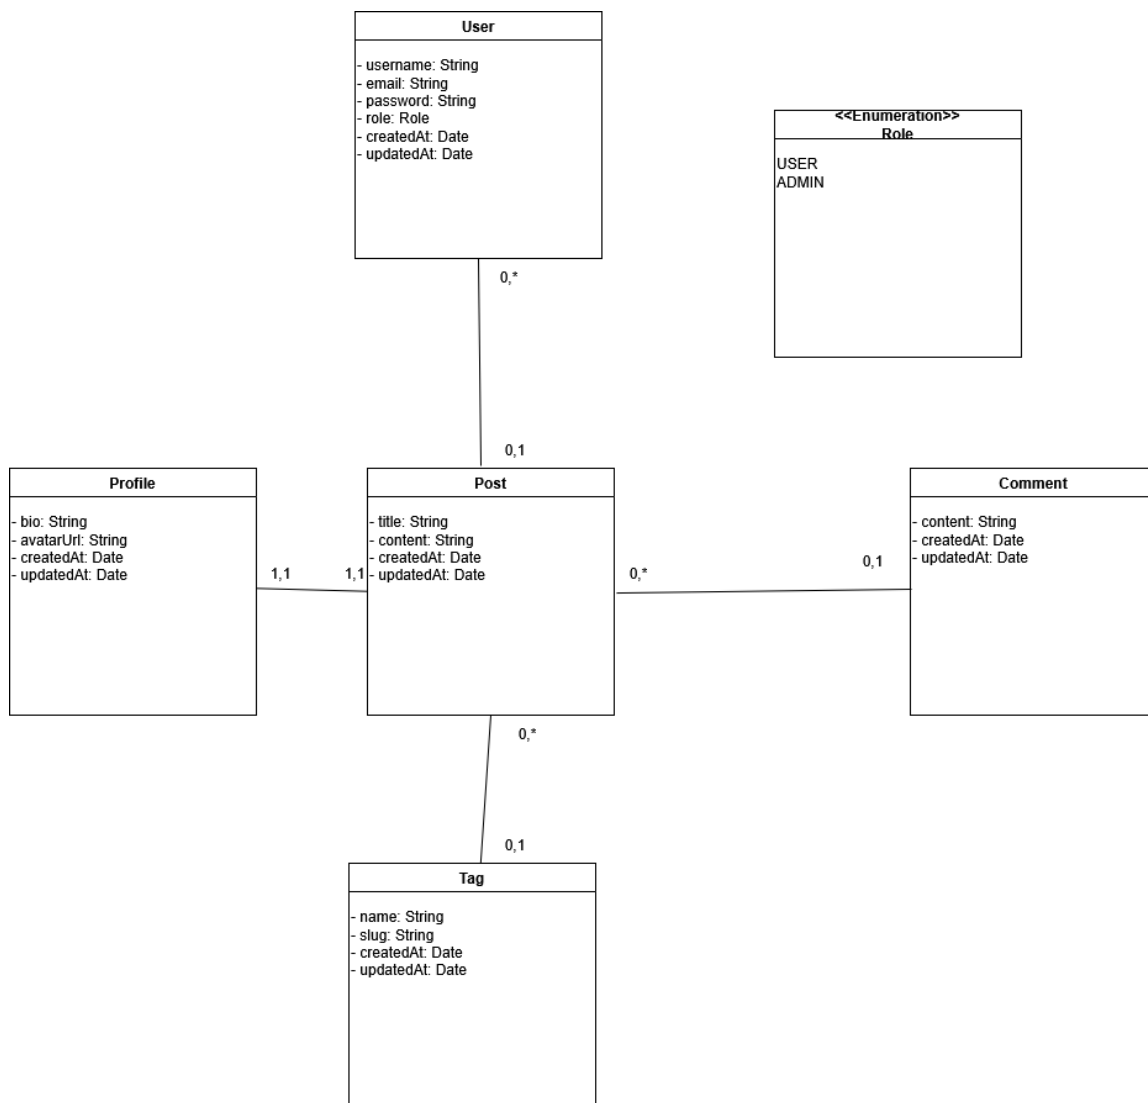 User
- username: String
- email: String
- password: String
- role: Role
- createdAt: Date
- updatedAt: Date
<<Enumeration>>
Role
USER
ADMIN
0,*
0,1
Profile
- bio: String
- avatarUrl: String
- createdAt: Date
- updatedAt: Date
1,1
1,1
Post
- title: String
- content: String
- createdAt: Date
- updatedAt: Date
0,*
0,1
Comment
- content: String
- createdAt: Date
- updatedAt: Date
0,*
0,1
Tag
- name: String
- slug: String
- createdAt: Date
- updatedAt: Date